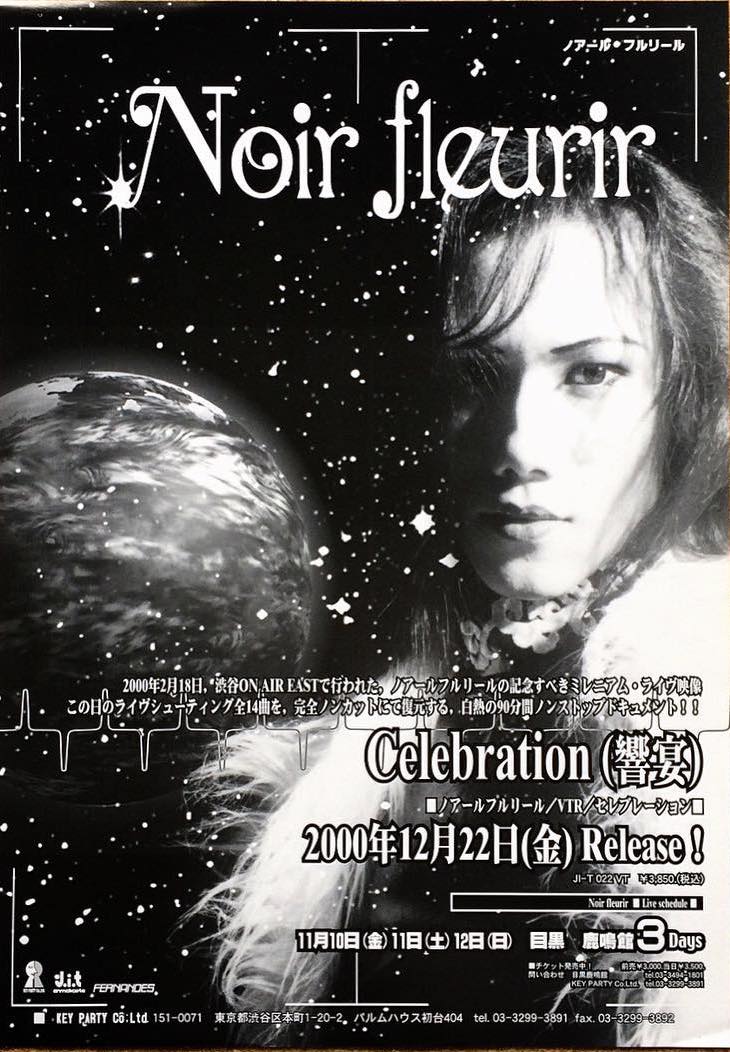 ノアール・フルリール
Noir fleurir
2000年2月18日，渋谷ON AIR EASTで行われた，ノアールフルリールの記念すべきミレニアム・ライヴ映像
この日のライヴシューティング全14曲を，完全ノンカットにて復元する，白熱の90分間ノンストップドキュメント！！
Celebration (響宴)
■ノアールフルリール／VTR／セレブレーション■
2000年12月22日(金) Release！
JI-T 022 VT ￥3,850.(税込)
Noir fleurir ■ Live schedule ■
11月10日(金) 11日(土) 12日(日) 目黒 鹿鳴館 3 Days
■チケット発売中！ 前売￥3,000.当日￥3,500.
問い合わせ 目黒鹿鳴館 tel.03-3494-1801
KEY PARTY Co.Ltd. tel.03-3299-3891
j.i.t FERNANDES
■ KEY PARTY Co.Ltd. 151-0071 東京都渋谷区本町1-20-2，パルムハウス初台404 tel. 03-3299-3891 fax. 03-3299-3892